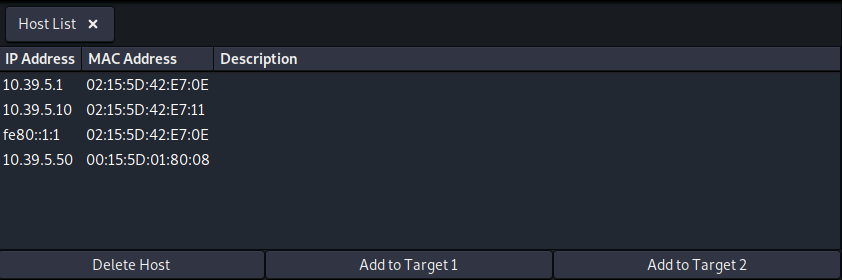 Host List ×
IP Address MAC Address Description
10.39.5.1 02:15:5D:42:E7:0E
10.39.5.10 02:15:5D:42:E7:11
fe80::1:1 02:15:5D:42:E7:0E
10.39.5.50 00:15:5D:01:80:08
Delete Host Add to Target 1 Add to Target 2